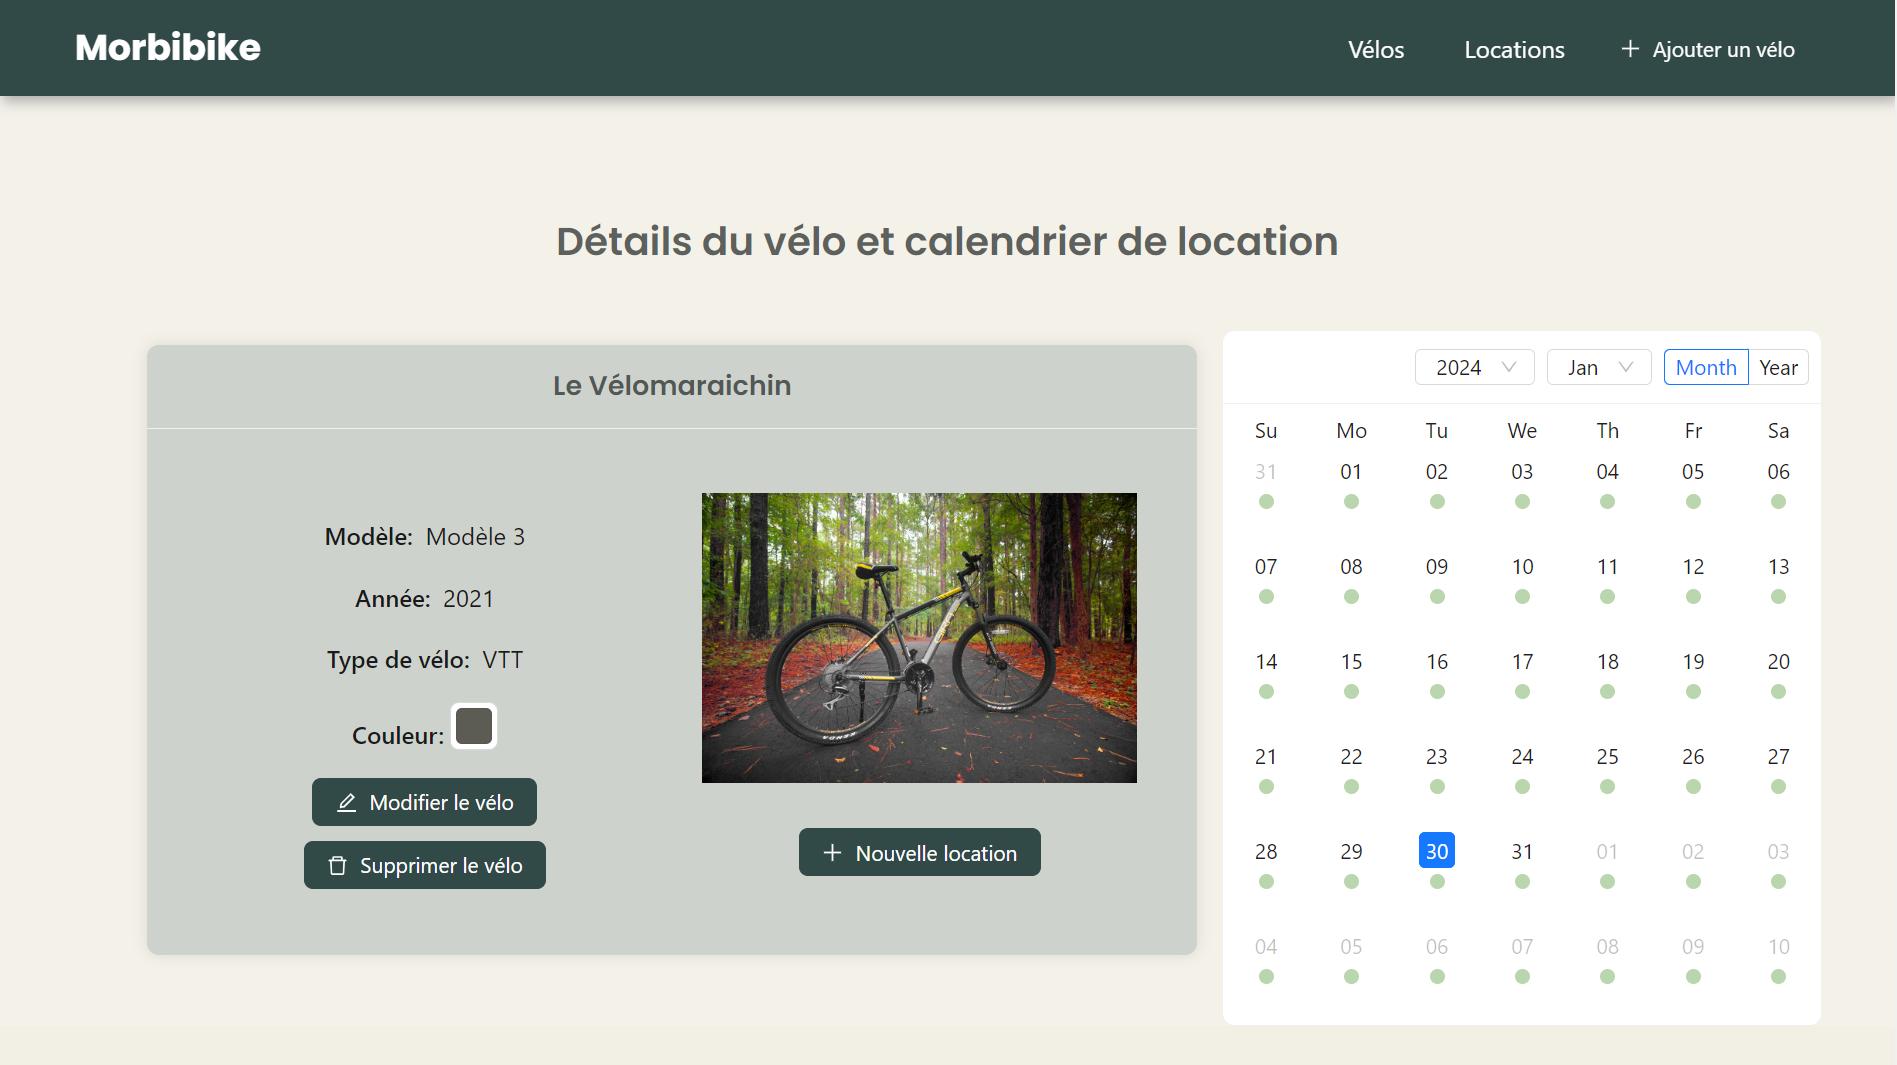 Morbibike
Vélos Locations Ajouter un vélo
Détails du vélo et calendrier de location
Le Vélomaraichin
Modèle: Modèle 3
Année: 2021
Type de vélo: VTT
Couleur:
Modifier le vélo
Supprimer le vélo
KENDA
KENDA
Nouvelle location
2024 Jan Month Year
Su Mo Tu We Th Fr Sa
31 01 02 03 04 05 06
07 08 09 10 11 12 13
14 15 16 17 18 19 20
21 22 23 24 25 26 27
28 29 30 31 01 02 03
04 05 06 07 08 09 10